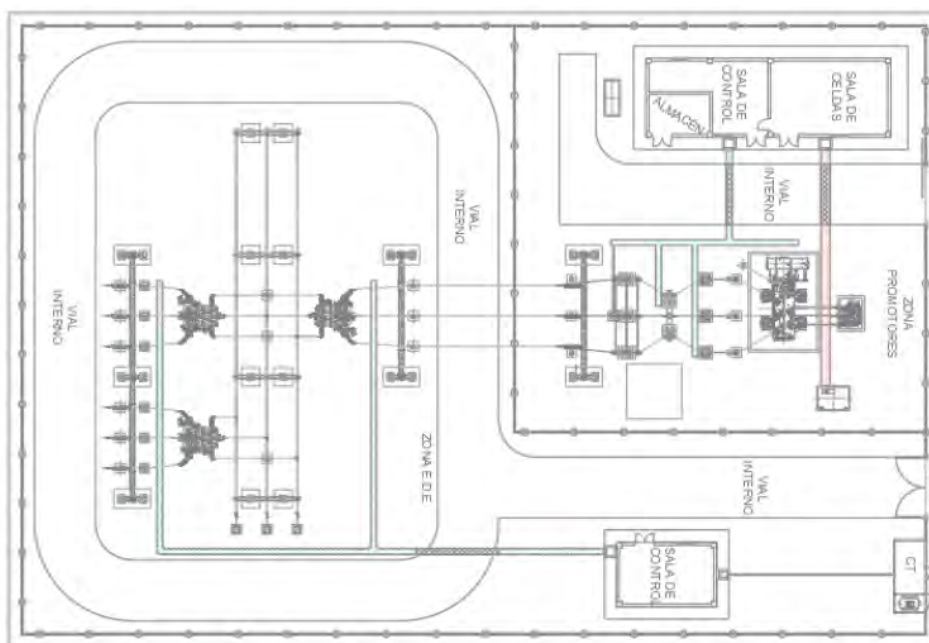 SALA DE
CONTROL
ALMACEN
SALA DE
CELDAS
VIAL
INTERNO
VIAL
INTERNO
VIAL
INTERNO
ZONA
PROMOTORES
ZONA E.D.E.
VIAL
INTERNO
SALA DE
CONTROL
CT